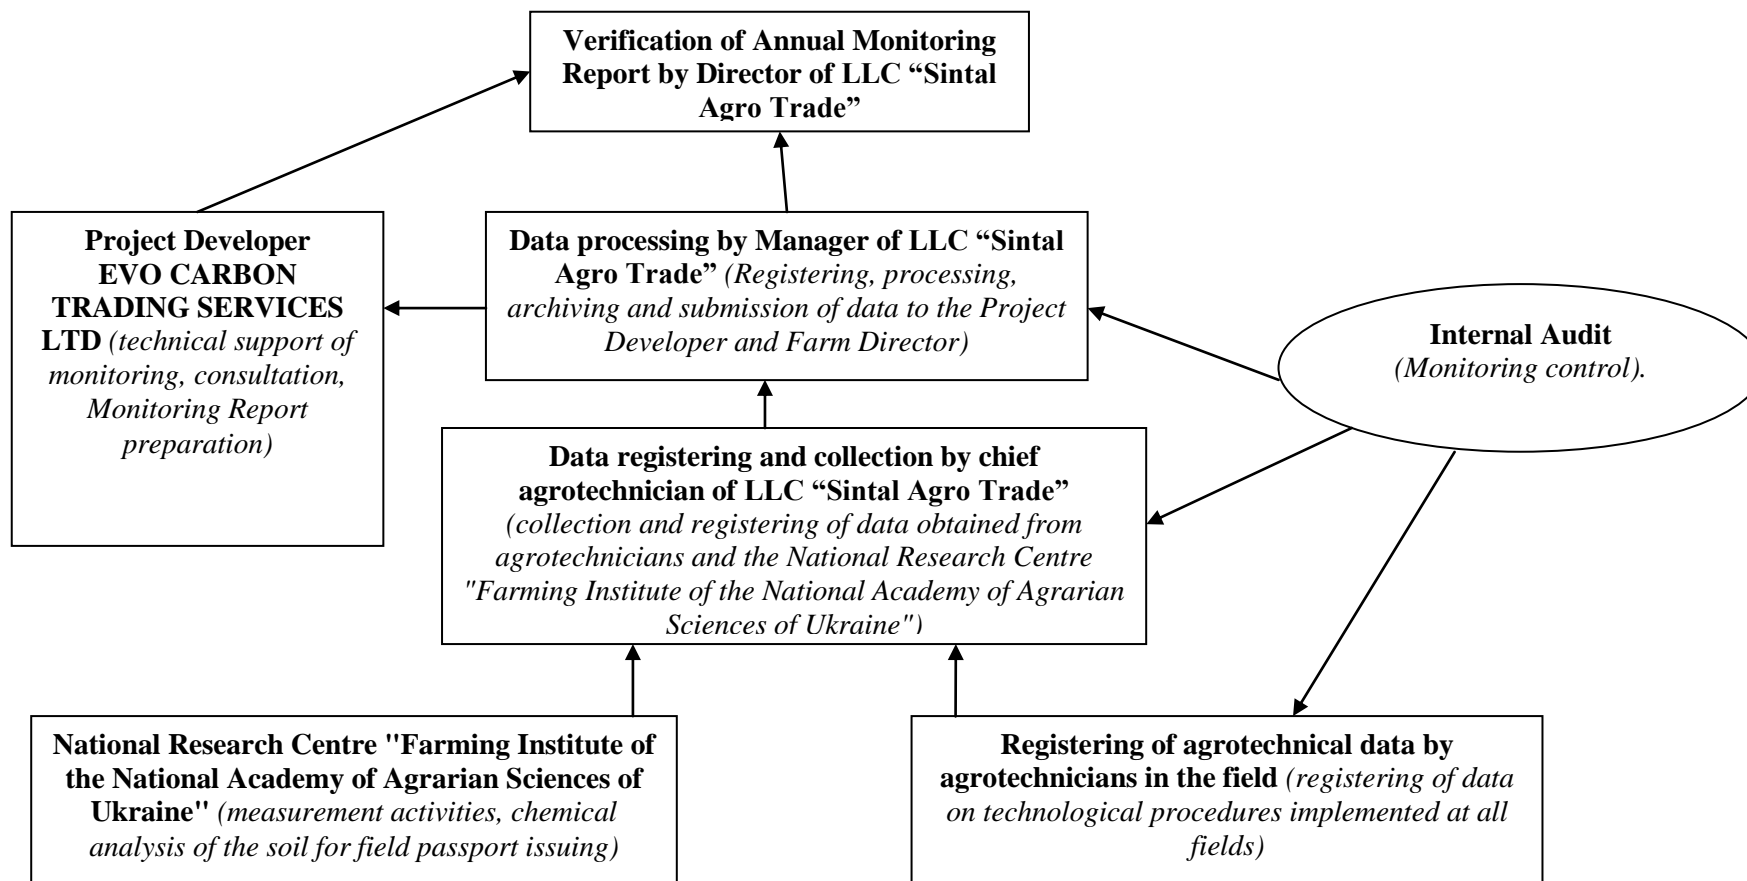 Verification of Annual Monitoring
Report by Director of LLC “Sintal
Agro Trade”
Project Developer
EVO CARBON
TRADING SERVICES
LTD (technical support of
monitoring, consultation,
Monitoring Report
preparation)
Data processing by Manager of LLC “Sintal
Agro Trade” (Registering, processing,
archiving and submission of data to the Project
Developer and Farm Director)
Internal Audit
(Monitoring control).
Data registering and collection by chief
agrotechnician of LLC “Sintal Agro Trade”
(collection and registering of data obtained from
agrotechnicians and the National Research Centre
"Farming Institute of the National Academy of Agrarian
Sciences of Ukraine")
National Research Centre "Farming Institute of
the National Academy of Agrarian Sciences of
Ukraine" (measurement activities, chemical
analysis of the soil for field passport issuing)
Registering of agrotechnical data by
agrotechnicians in the field (registering of data
on technological procedures implemented at all
fields)